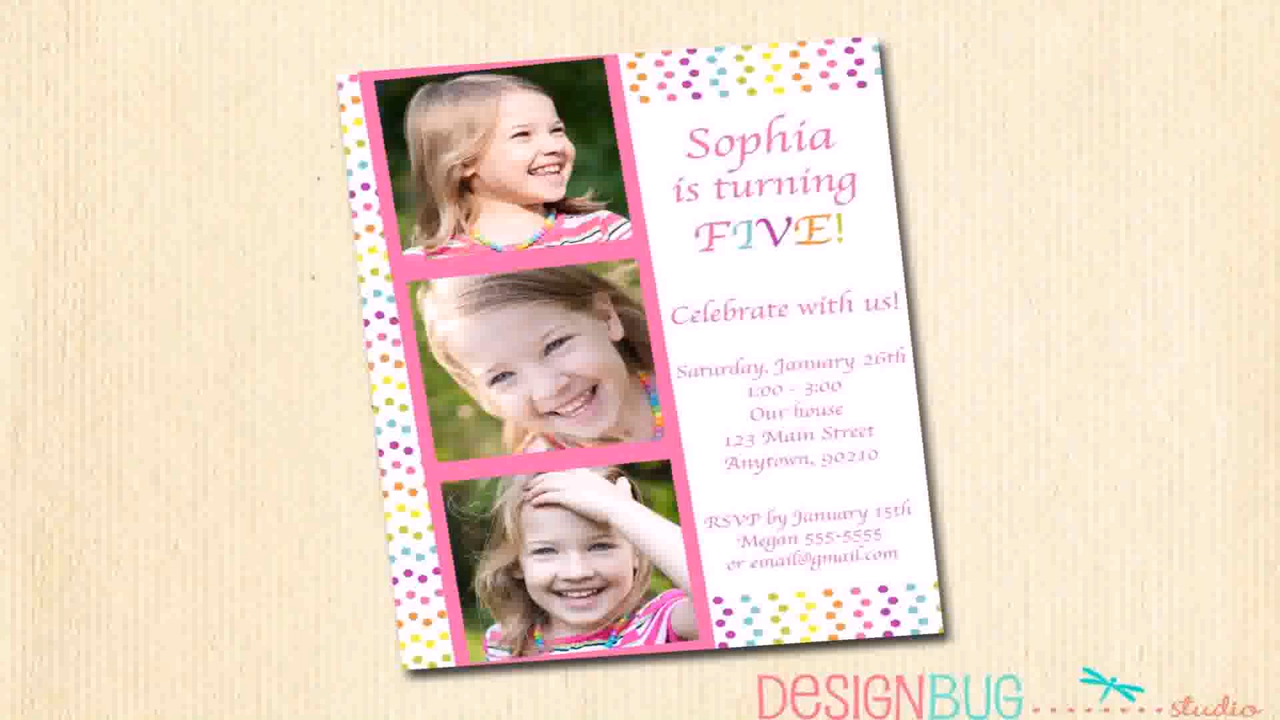 Sophia
is turning
FIVE!
Celebrate with us!
Saturday, January 26th
1:00 - 3:00
Our house
123 Main Street
Anytown, 90210
RSVP by January 15th
Megan 555-5555
or email@gmail.com
DESIGNBUG........studio